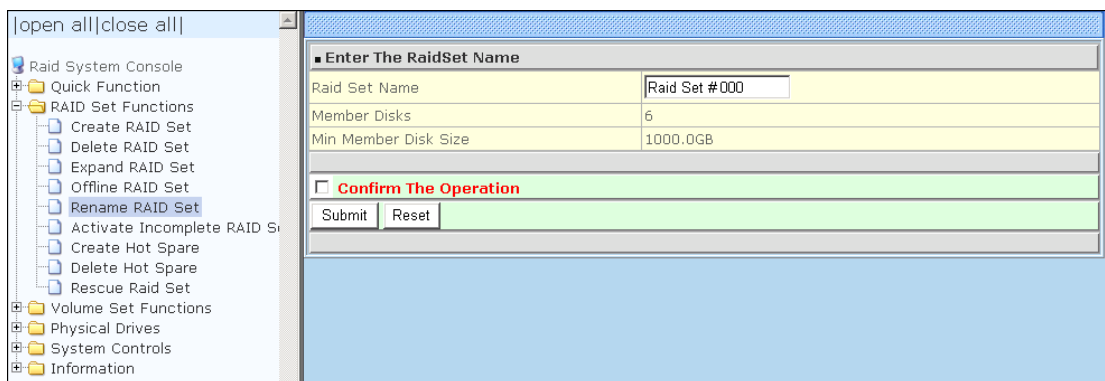 |open all|close all|
Raid System Console
Quick Function
RAID Set Functions
Create RAID Set
Delete RAID Set
Expand RAID Set
Offline RAID Set
Rename RAID Set
Activate Incomplete RAID
Create Hot Spare
Delete Hot Spare
Rescue Raid Set
Volume Set Functions
Physical Drives
System Controls
Information
Enter The RaidSet Name
Raid Set Name Raid Set #000
Member Disks 6
Min Member Disk Size 1000.0GB
Confirm The Operation
Submit Reset